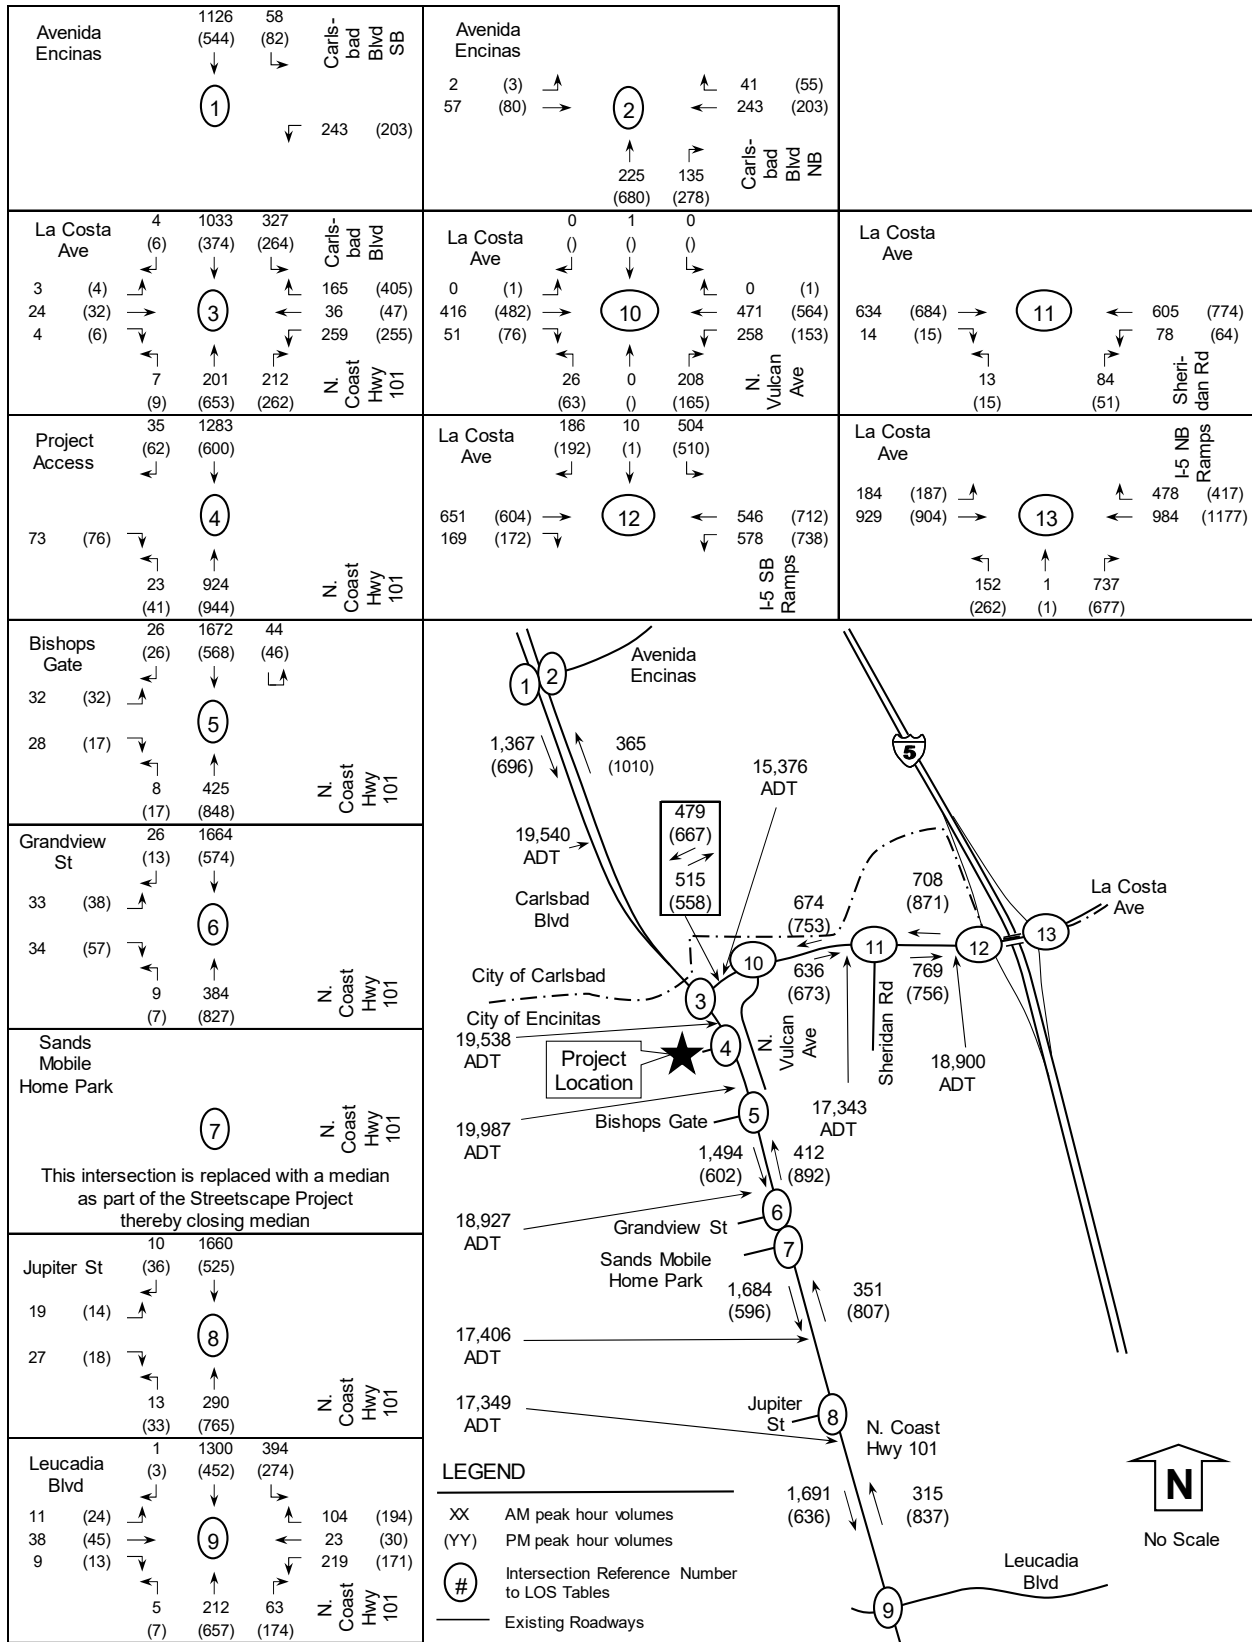 Avenida
Encinas
1126 58
(544) (82)
Carls-
bad
Blvd
SB
1
243 (203)
Avenida
Encinas
2 (3)
57 (80)
2
41 (55)
243 (203)
225 135
(680) (278)
Carls-
bad
Blvd
NB
La Costa
Ave
4 1033 327
(6) (374) (264)
Carls-
bad
Blvd
3 (4)
24 (32)
4 (6)
3
165 (405)
36 (47)
259 (255)
7 201 212
(9) (653) (262)
N.
Coast
Hwy
101
La Costa
Ave
0 1 0
() () ()
0 (1)
416 (482)
51 (76)
10
0 (1)
471 (564)
258 (153)
26 0 208
(63) () (165)
N.
Vulcan
Ave
La Costa
Ave
634 (684)
14 (15)
11
605 (774)
78 (64)
13 84
(15) (51)
Sheri-
dan Rd
Project
Access
35 1283
(62) (600)
4
73 (76)
23 924
(41) (944)
N.
Coast
Hwy
101
La Costa
Ave
186 10 504
(192) (1) (510)
651 (604)
169 (172)
12
546 (712)
578 (738)
I-5 SB
Ramps
La Costa
Ave
I-5 NB
Ramps
184 (187)
929 (904)
13
478 (417)
984 (1177)
152 1 737
(262) (1) (677)
Bishops
Gate
26 1672 44
(26) (568) (46)
32 (32)
5
28 (17)
8 425
(17) (848)
N.
Coast
Hwy
101
Grandview
St
26 1664
(13) (574)
33 (38)
6
34 (57)
9 384
(7) (827)
N.
Coast
Hwy
101
Sands
Mobile
Home Park
7
N.
Coast
Hwy
101
This intersection is replaced with a median
as part of the Streetscape Project
thereby closing median
Jupiter St
10 1660
(36) (525)
19 (14)
8
27 (18)
13 290
(33) (765)
N.
Coast
Hwy
101
Leucadia
Blvd
1 1300 394
(3) (452) (274)
11 (24)
38 (45)
9 (13)
9
104 (194)
23 (30)
219 (171)
5 212 63
(7) (657) (174)
N.
Coast
Hwy
101
1
2
Avenida
Encinas
5
1,367
(696)
365
(1010)
15,376
ADT
19,540
ADT
479
(667)
515
(558)
Carlsbad
Blvd
674
(753)
708
(871)
La Costa
Ave
10
11
12
13
636
(673)
769
(756)
City of Carlsbad
City of Encinitas
3
4
19,538
ADT
Project
Location
N.
Vulcan
Ave
Sheridan Rd
18,900
ADT
17,343
ADT
19,987
ADT
Bishops Gate
5
1,494
(602)
412
(892)
18,927
ADT
Grandview St
6
Sands Mobile
Home Park
7
1,684
(596)
351
(807)
17,406
ADT
17,349
ADT
Jupiter
St
8
N. Coast
Hwy 101
1,691
(636)
315
(837)
Leucadia
Blvd
9
N
No Scale
LEGEND
XX AM peak hour volumes
(YY) PM peak hour volumes
# Intersection Reference Number
to LOS Tables
Existing Roadways